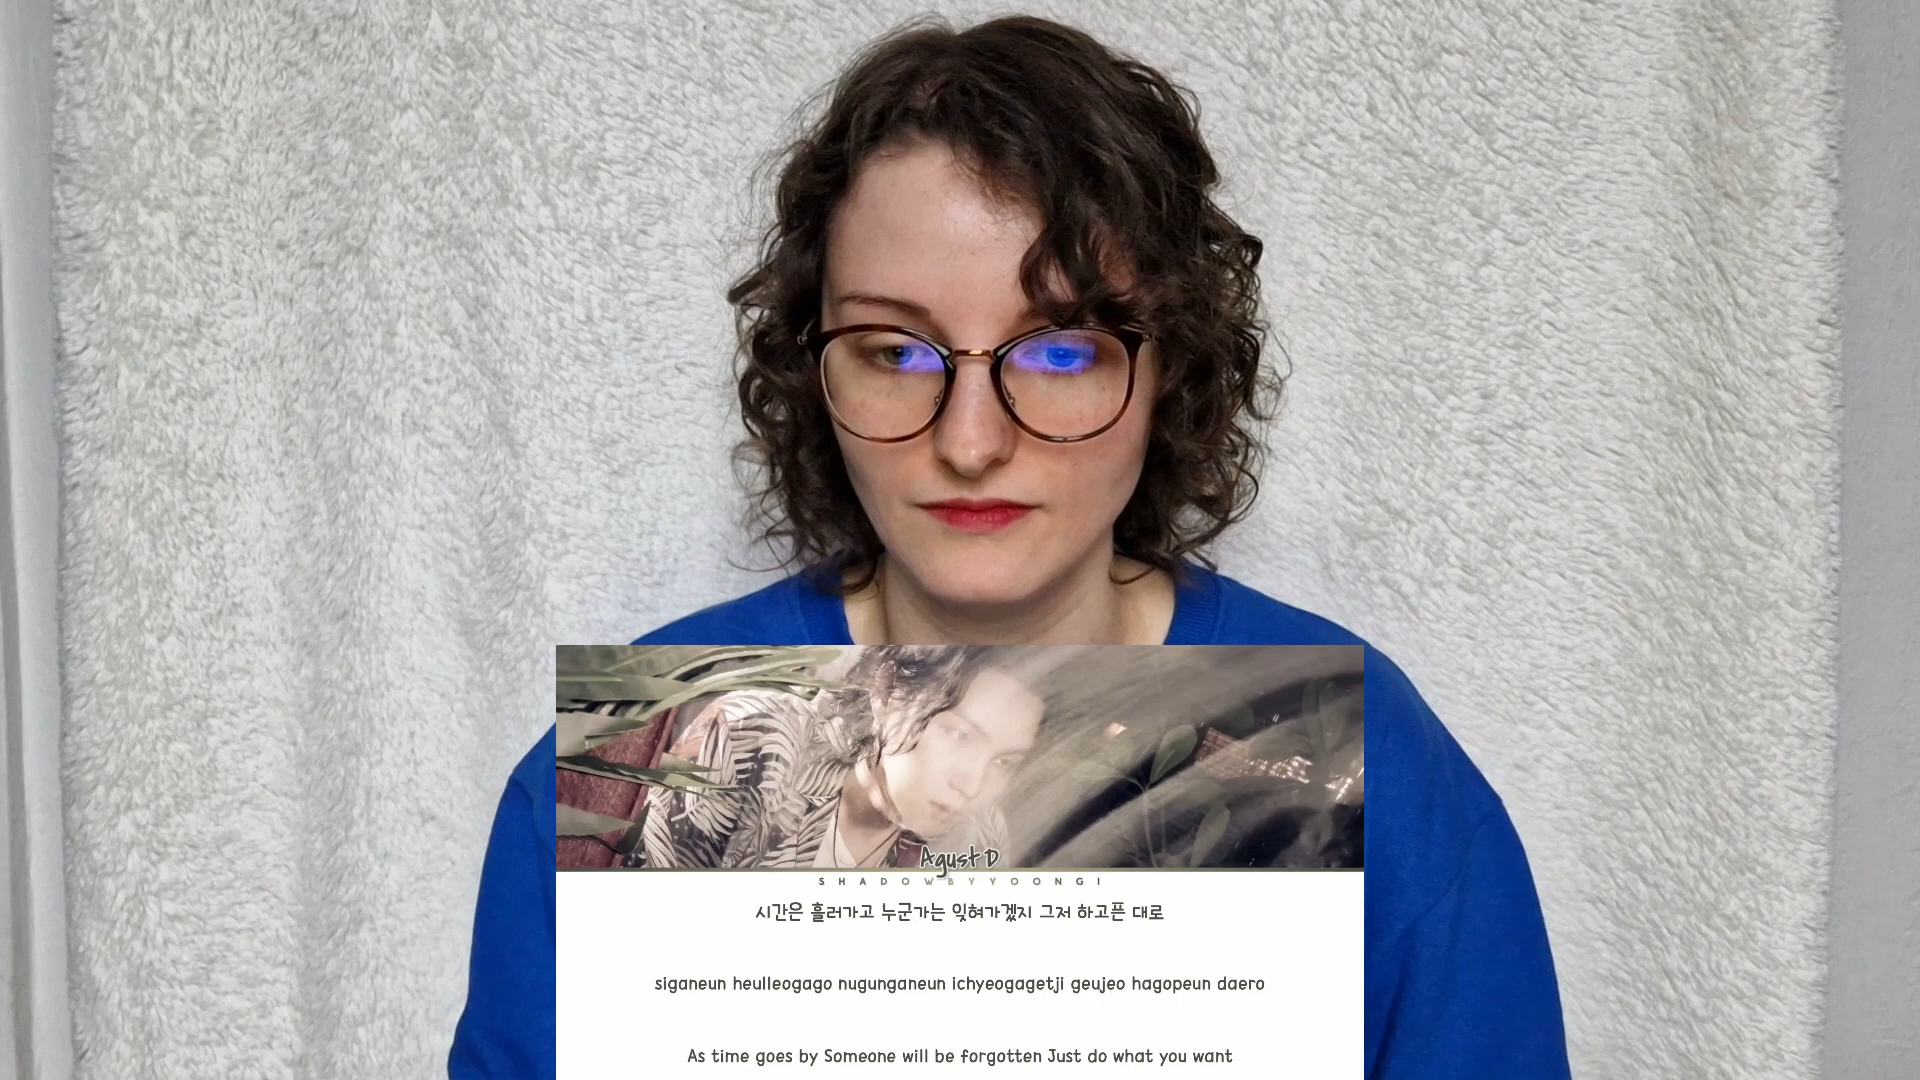 Agust D
SHADOWBYYOONGI
시간은 흘러가고 누군가는 잊혀가겠지 그저 하고픈 대로
siganeun heulleogago nugunganeun ichyeogagetji geujeo hagopeun daero
As time goes by Someone will be forgotten Just do what you want